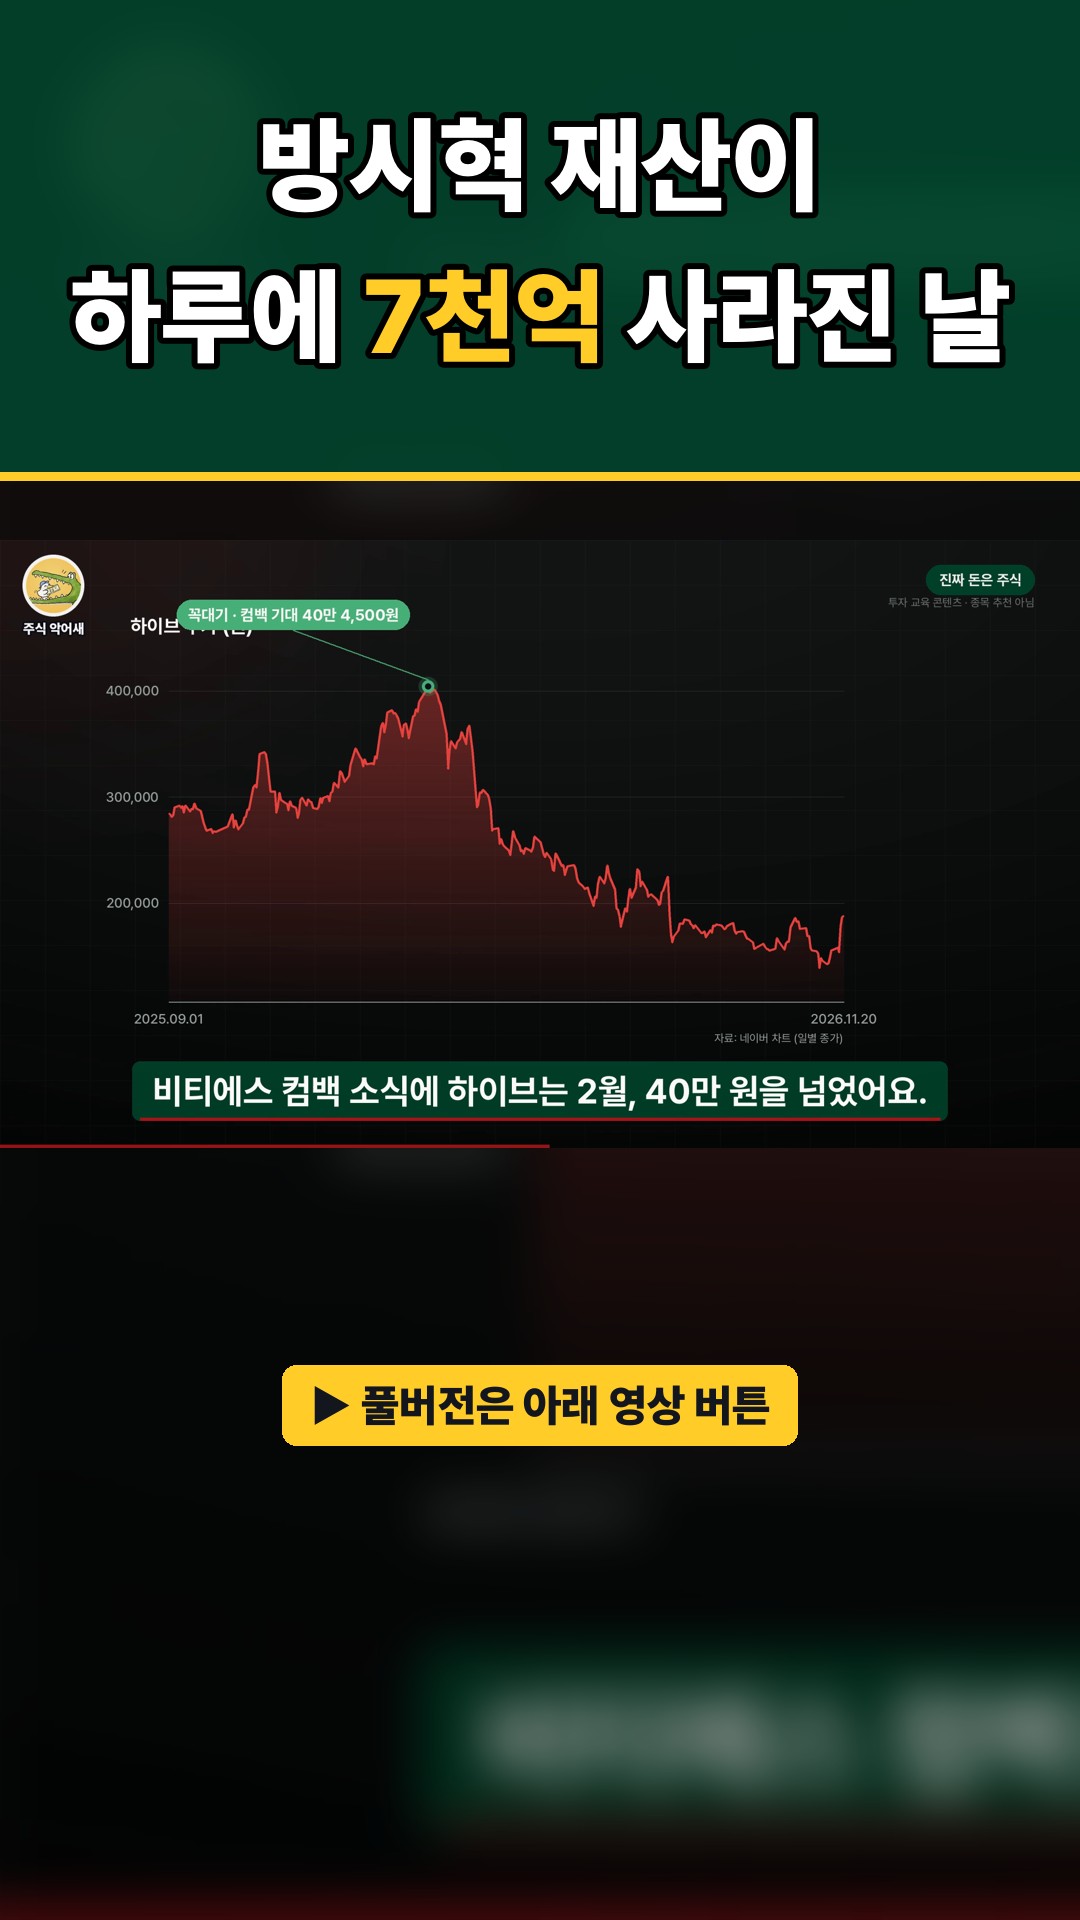 방시혁 재산이
하루에 7천억 사라진 날
주식 악어새
진짜 돈은 주식
투자 교육 콘텐츠 · 종목 추천 아님
꼭대기 · 컴백 기대 40만 4,500원
하이브
400,000
300,000
200,000
2025.09.01
2026.11.20
자료: 네이버 차트 (일별 종가)
비티에스 컴백 소식에 하이브는 2월, 40만 원을 넘었어요.
▶ 풀버전은 아래 영상 버튼